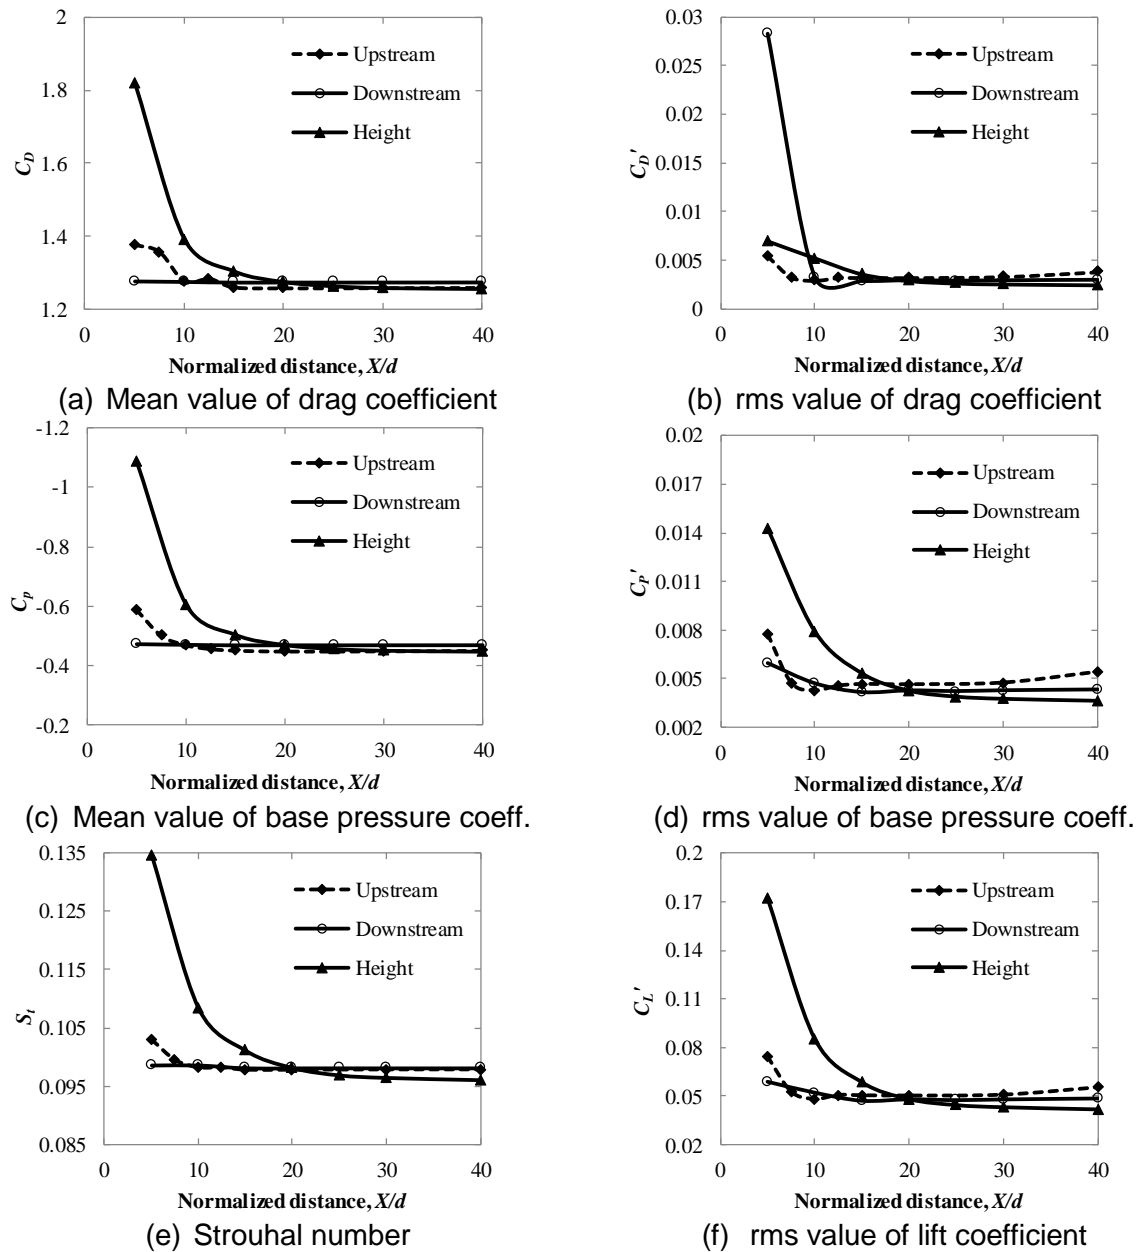 2
1.8
1.6
1.4
1.2
C_D
Upstream
Downstream
Height
0 10 20 30 40
Normalized distance, X/d
(a) Mean value of drag coefficient
0.03
0.025
0.02
0.015
0.01
0.005
0
C_D'
Upstream
Downstream
Height
0 10 20 30 40
Normalized distance, X/d
(b) rms value of drag coefficient
-1.2
-1
-0.8
-0.6
-0.4
-0.2
C_p
Upstream
Downstream
Height
0 10 20 30 40
Normalized distance, X/d
(c) Mean value of base pressure coeff.
0.02
0.017
0.014
0.011
0.008
0.005
0.002
C_P'
Upstream
Downstream
Height
0 10 20 30 40
Normalized distance, X/d
(d) rms value of base pressure coeff.
0.135
0.125
0.115
0.105
0.095
0.085
S_t
Upstream
Downstream
Height
0 10 20 30 40
Normalized distance, X/d
(e) Strouhal number
0.2
0.17
0.14
0.11
0.08
0.05
0.02
C_L'
Upstream
Downstream
Height
0 10 20 30 40
Normalized distance, X/d
(f) rms value of lift coefficient